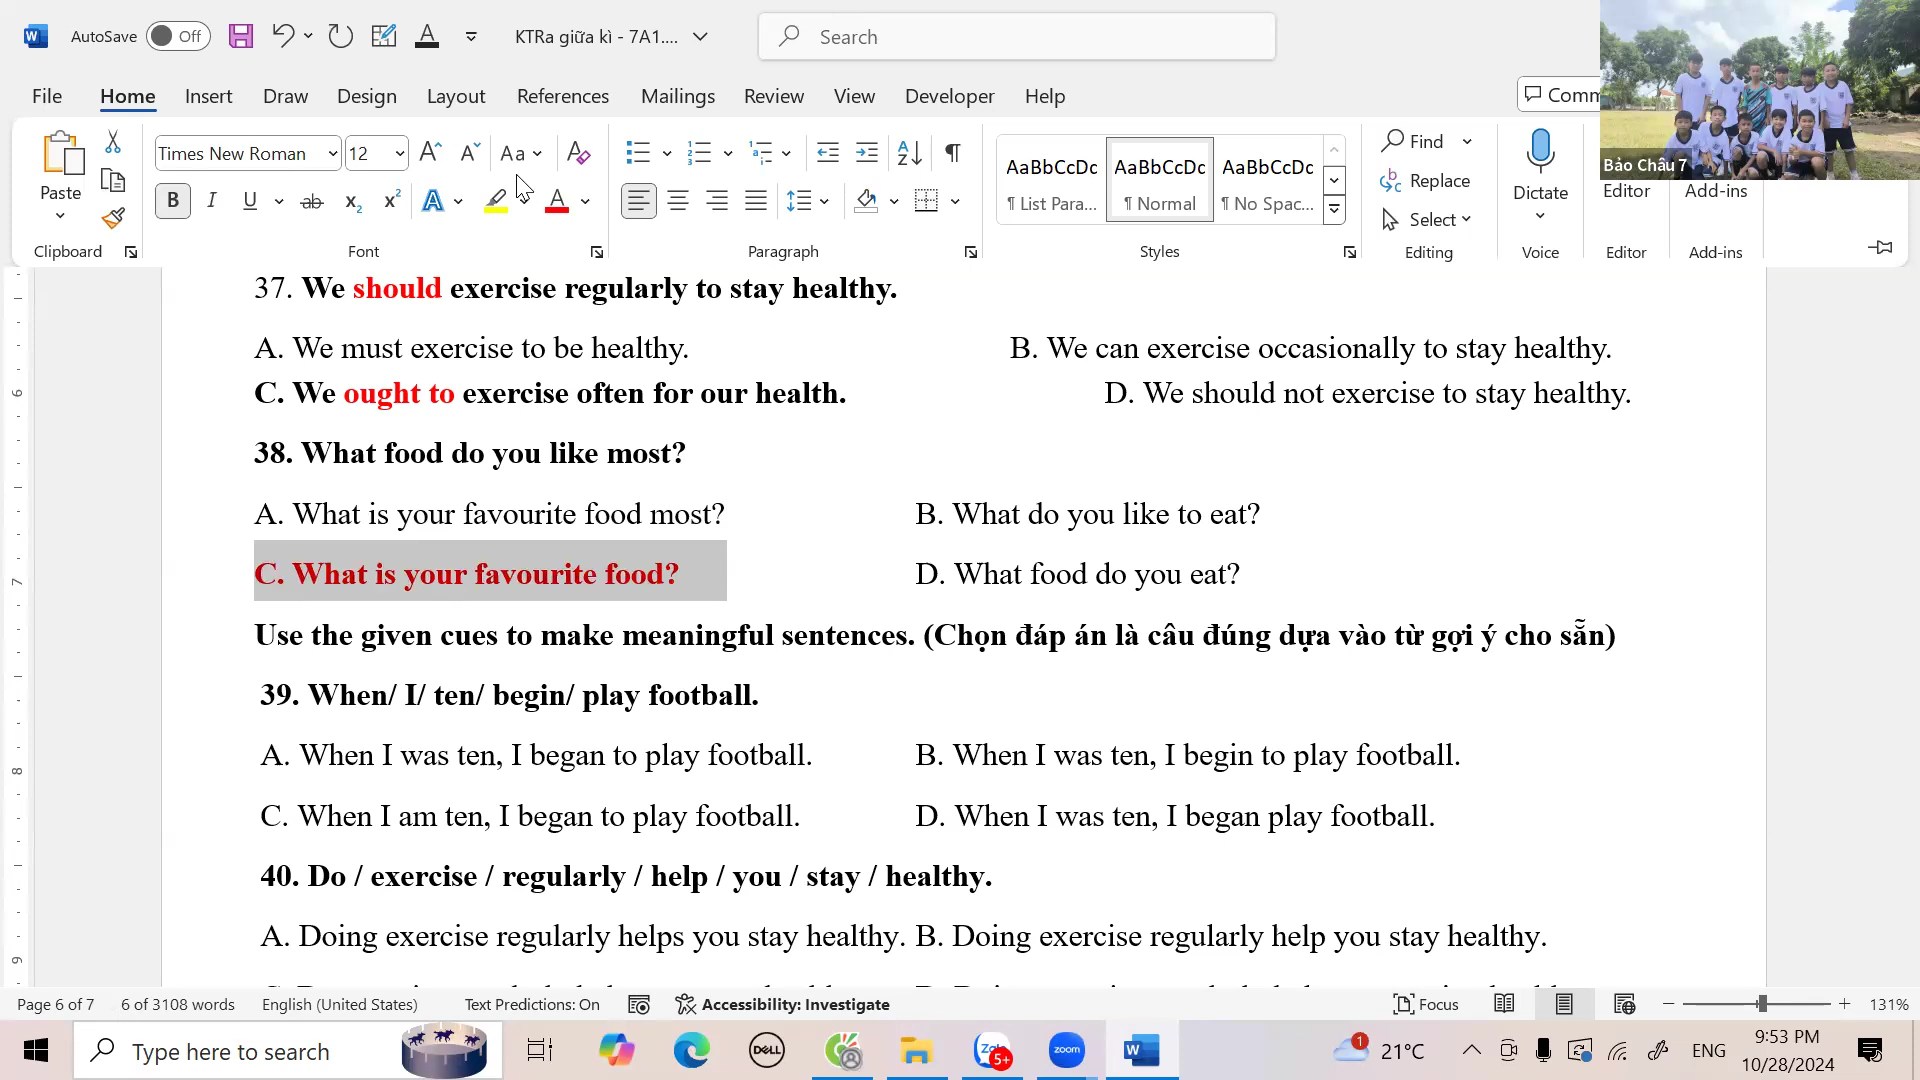 AutoSave Off KTRa giữa kì - 7A1.... Search
File Home Insert Draw Design Layout References Mailings Review View Developer Help Comm
Bảo Châu 7
Paste
Times New Roman 12
AaBbCcDc AaBbCcDc AaBbCcDc
¶ List Para... ¶ Normal ¶ No Spac...
Find
Replace
Select
Dictate
Editor
Add-ins
Clipboard Font Paragraph Styles Editing Voice Editor Add-ins
37. We should exercise regularly to stay healthy.
A. We must exercise to be healthy. B. We can exercise occasionally to stay healthy.
C. We ought to exercise often for our health. D. We should not exercise to stay healthy.
38. What food do you like most?
A. What is your favourite food most? B. What do you like to eat?
C. What is your favourite food? D. What food do you eat?
Use the given cues to make meaningful sentences. (Chọn đáp án là câu đúng dựa vào từ gợi ý cho sẵn)
39. When/ I/ ten/ begin/ play football.
A. When I was ten, I began to play football. B. When I was ten, I begin to play football.
C. When I am ten, I began to play football. D. When I was ten, I began play football.
40. Do / exercise / regularly / help / you / stay / healthy.
A. Doing exercise regularly helps you stay healthy. B. Doing exercise regularly help you stay healthy.
Page 6 of 7 6 of 3108 words English (United States) Text Predictions: On Accessibility: Investigate Focus 131%
Type here to search DELL Zalo 5+ zoom 1 21°C ENG 9:53 PM
10/28/2024